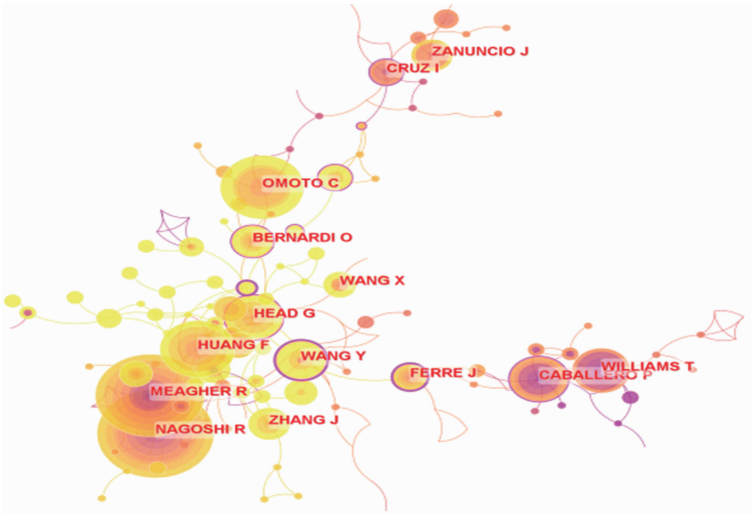 ZANUNCIO J
CRUZ I
OMOTO C
BERNARDI O
WANG X
HEAD G
HUANG F
WANG Y
WILLIAMS T
FERRE J
CABALLERO P
MEAGHER R
ZHANG J
NAGOSHI R